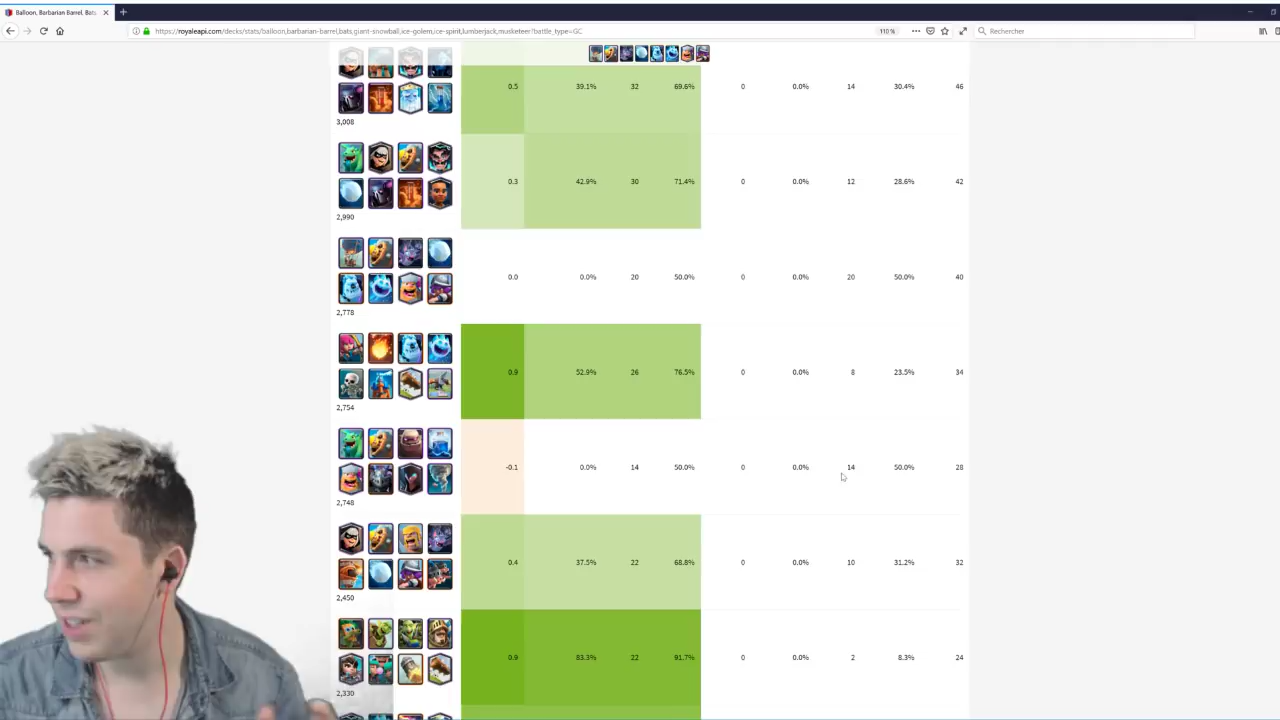 Balloon, Barbarian Barrel, Bats
https://royaleapi.com/decks/stats/balloon,barbarian-barrel,bats,giant-snowball,ice-golem,ice-spirit,lumberjack,musketeer?battle_type=GC
110 %
Rechercher
0.5 39.1% 32 69.6% 0 0.0% 14 30.4% 46
3,008
0.3 42.9% 30 71.4% 0 0.0% 12 28.6% 42
2,990
0.0 0.0% 20 50.0% 0 0.0% 20 50.0% 40
2,778
0.9 52.9% 26 76.5% 0 0.0% 8 23.5% 34
2,754
-0.1 0.0% 14 50.0% 0 0.0% 14 50.0% 28
2,748
0.4 37.5% 22 68.8% 0 0.0% 10 31.2% 32
2,450
0.9 83.3% 22 91.7% 0 0.0% 2 8.3% 24
2,330